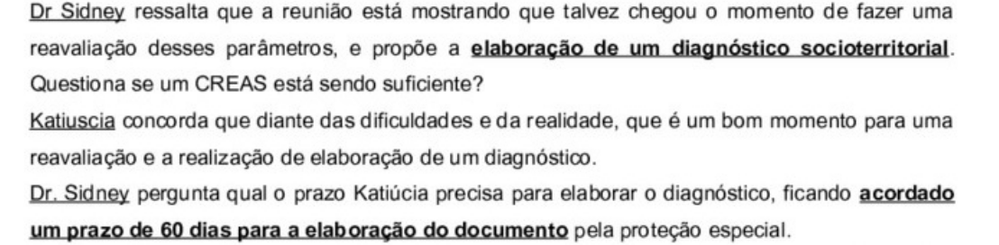 Dr Sidney ressalta que a reunião está mostrando que talvez chegou o momento de fazer uma
reavaliação desses parâmetros, e propõe a elaboração de um diagnóstico socioterritorial.
Questiona se um CREAS está sendo suficiente?
Katiuscia concorda que diante das dificuldades e da realidade, que é um bom momento para uma
reavaliação e a realização de elaboração de um diagnóstico.
Dr. Sidney pergunta qual o prazo Katiúcia precisa para elaborar o diagnóstico, ficando acordado
um prazo de 60 dias para a elaboração do documento pela proteção especial.